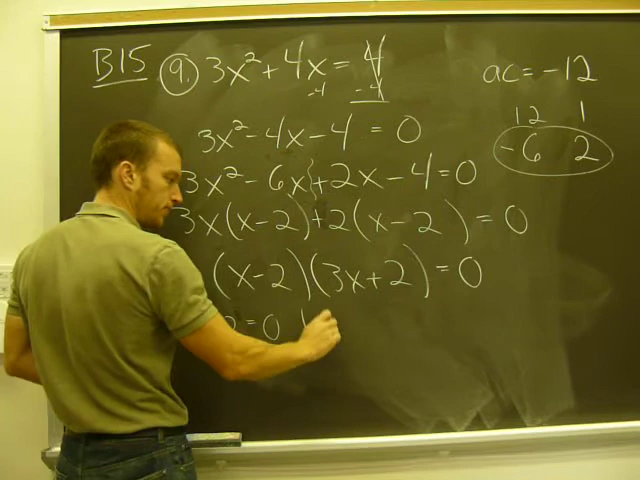 B15 9. 3x² + 4x = 4
-4 -4
3x² - 4x - 4 = 0
3x² - 6x + 2x - 4 = 0
3x(x-2) + 2(x-2) = 0
(x-2)(3x+2) = 0
= 0
ac = -12
12 1
-6 2